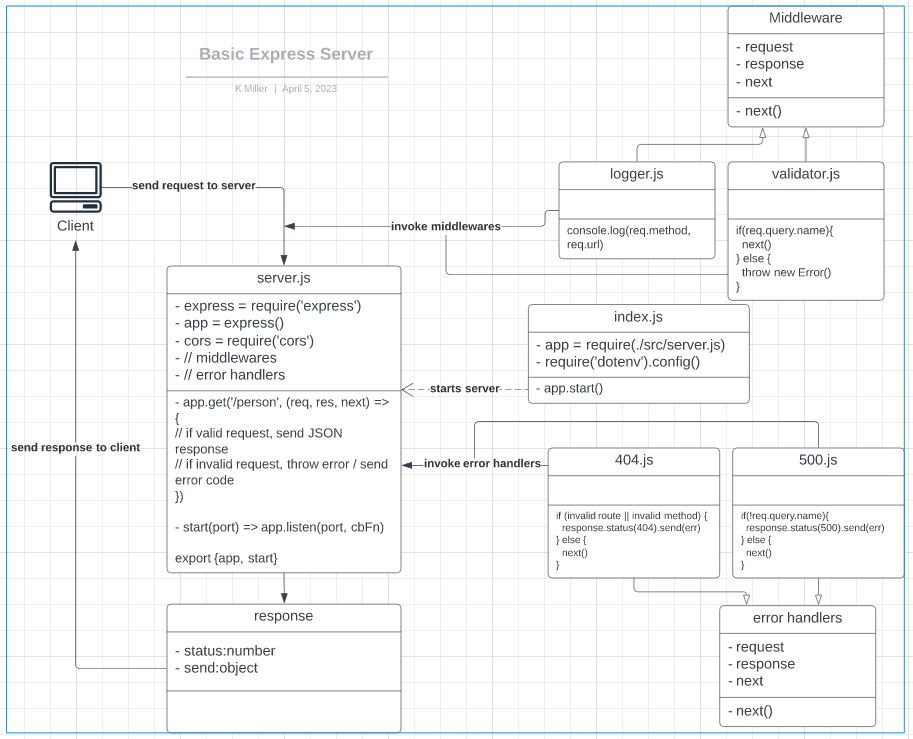 Basic Express Server
K Miller | April 5, 2023
Middleware
- request
- response
- next
- next()
Client
send request to server
invoke middlewares
logger.js
console.log(req.method,
req.url)
validator.js
if(req.query.name){
next()
} else {
throw new Error()
}
server.js
- express = require('express')
- app = express()
- cors = require('cors')
- // middlewares
- // error handlers
- app.get('/person', (req, res, next) =>
{
// if valid request, send JSON
response
// if invalid request, throw error / send
error code
})
- start(port) => app.listen(port, cbFn)
export {app, start}
index.js
- app = require(./src/server.js)
- require('dotenv').config()
- app.start()
starts server
send response to client
invoke error handlers
404.js
if (invalid route || invalid method) {
response.status(404).send(err)
} else {
next()
}
500.js
if(!req.query.name){
response.status(500).send(err)
} else {
next()
}
response
- status:number
- send:object
error handlers
- request
- response
- next
- next()